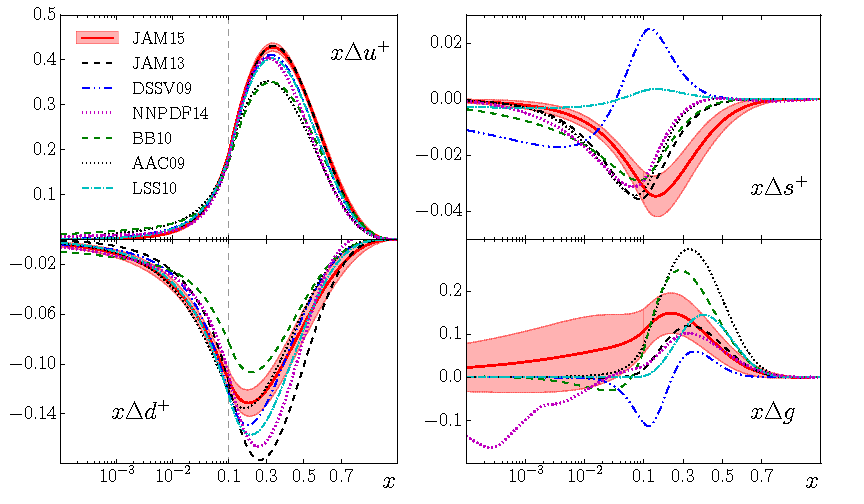 0.5
0.4
0.3
0.2
0.1
JAM15
JAM13
DSSV09
NNPDF14
BB10
AAC09
LSS10
xΔu⁺
0.02
0.00
−0.02
−0.04
xΔs⁺
−0.02
−0.06
−0.10
−0.14
xΔd⁺
10⁻³ 10⁻² 0.1 0.3 0.5 0.7 x
0.2
0.1
0.0
−0.1
xΔg
10⁻³ 10⁻² 0.1 0.3 0.5 0.7 x